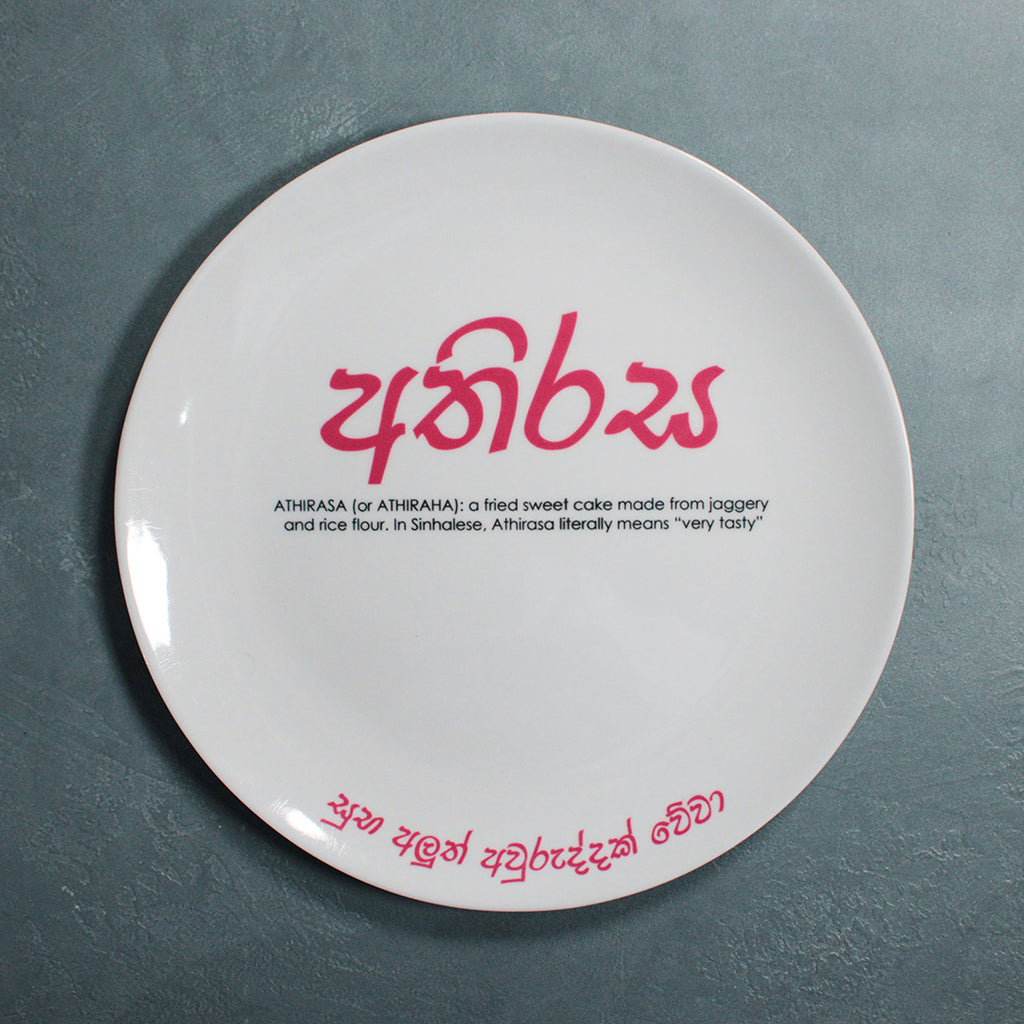 අතිරස
ATHIRASA (or ATHIRAHA): a fried sweet cake made from jaggery
and rice flour. In Sinhalese, Athirasa literally means “very tasty”
සුභ අලුත් අවුරුද්දක් වේවා